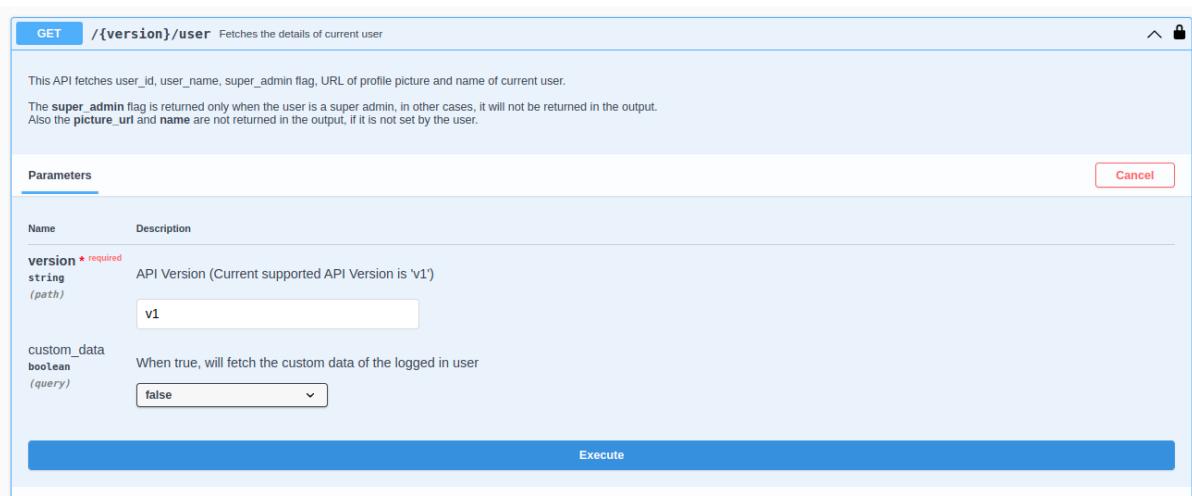 GET /{version}/user Fetches the details of current user
This API fetches user_id, user_name, super_admin flag, URL of profile picture and name of current user.
The super_admin flag is returned only when the user is a super admin, in other cases, it will not be returned in the output.
Also the picture_url and name are not returned in the output, if it is not set by the user.
Parameters Cancel
Name Description
version * required
string
(path)
API Version (Current supported API Version is 'v1')
v1
custom_data
boolean
(query)
When true, will fetch the custom data of the logged in user
false
Execute